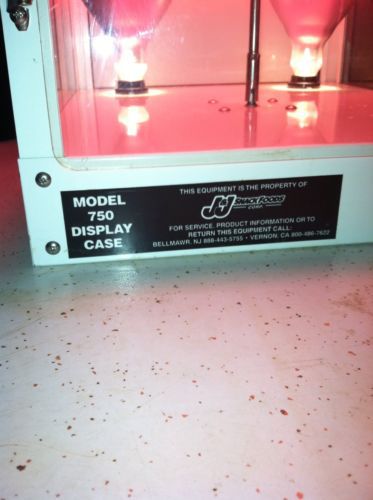 MODEL
750
DISPLAY
CASE
THIS EQUIPMENT IS THE PROPERTY OF
J&J SNACK FOODS
CORP.
FOR SERVICE, PRODUCT INFORMATION OR TO
RETURN THIS EQUIPMENT CALL:
BELLMAWR, NJ 888-443-5755 • VERNON, CA 800-486-7622